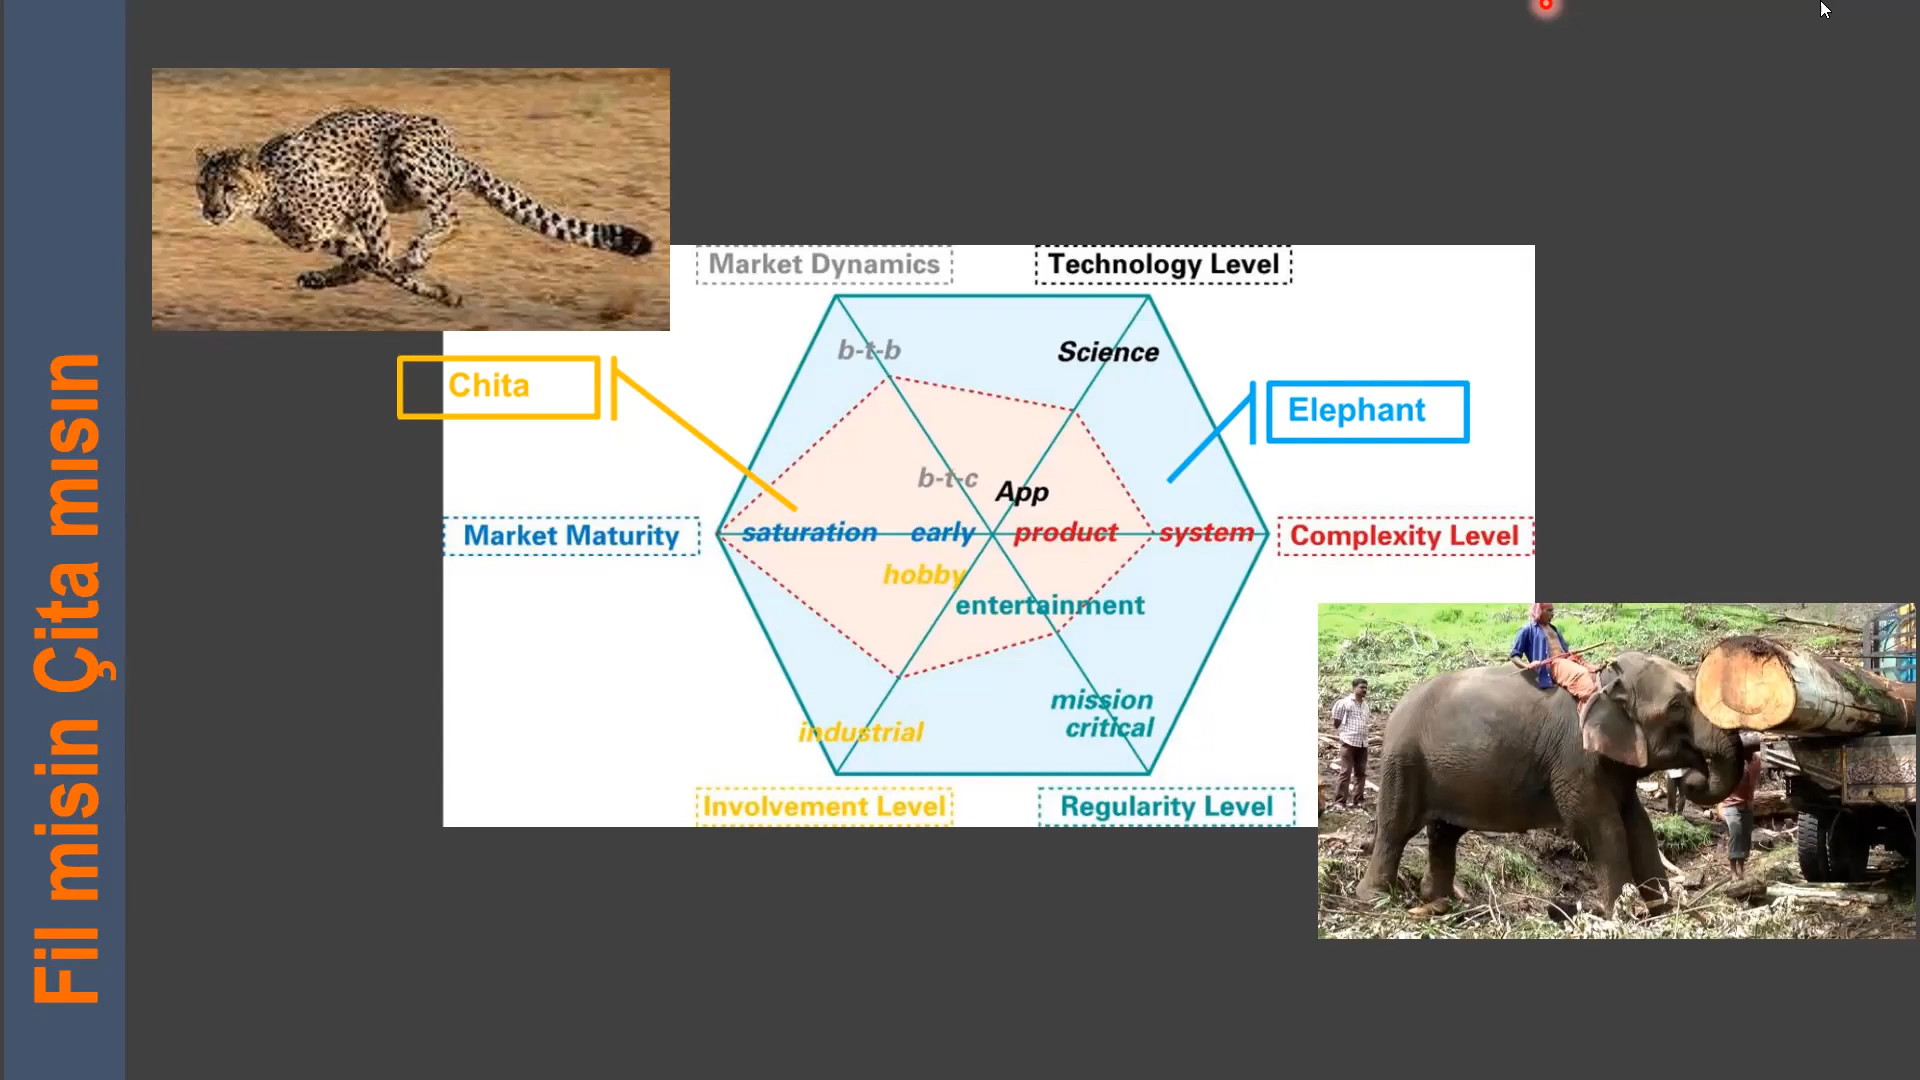 Fil misin Çita mısın
Market Dynamics
Technology Level
b-t-b
Science
Chita
Elephant
b-t-c
App
Market Maturity
saturation
early
product
system
Complexity Level
hobby
entertainment
mission
critical
industrial
Involvement Level
Regularity Level